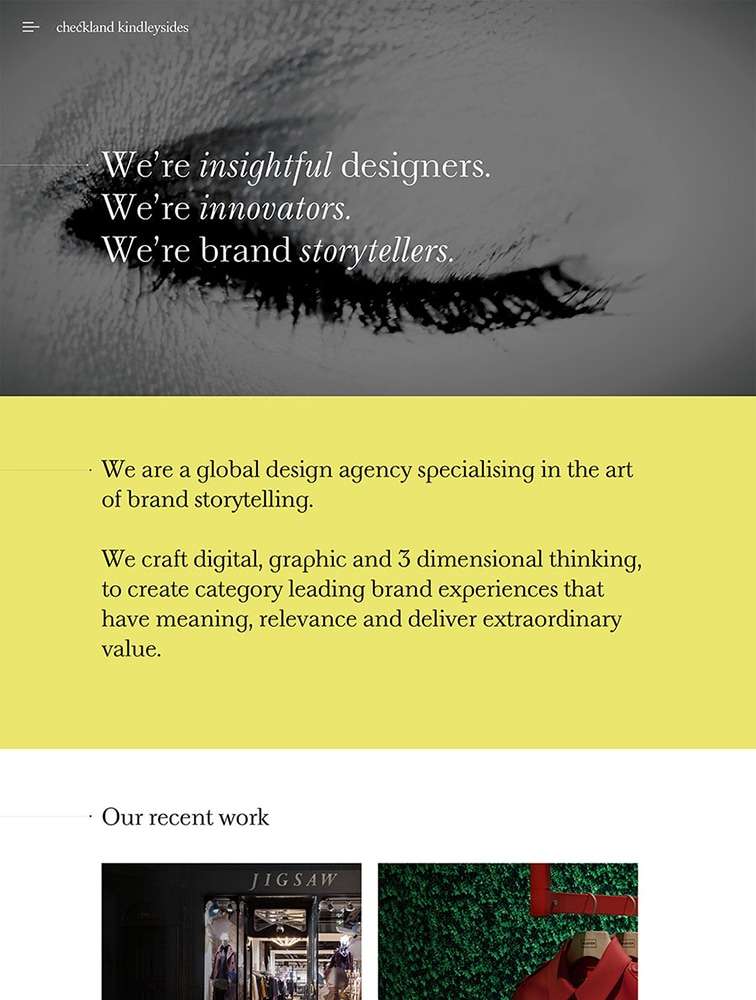 checkland kindleysides
We're insightful designers.
We're innovators.
We're brand storytellers.
We are a global design agency specialising in the art
of brand storytelling.
We craft digital, graphic and 3 dimensional thinking,
to create category leading brand experiences that
have meaning, relevance and deliver extraordinary
value.
Our recent work
JIGSAW
HUNTER